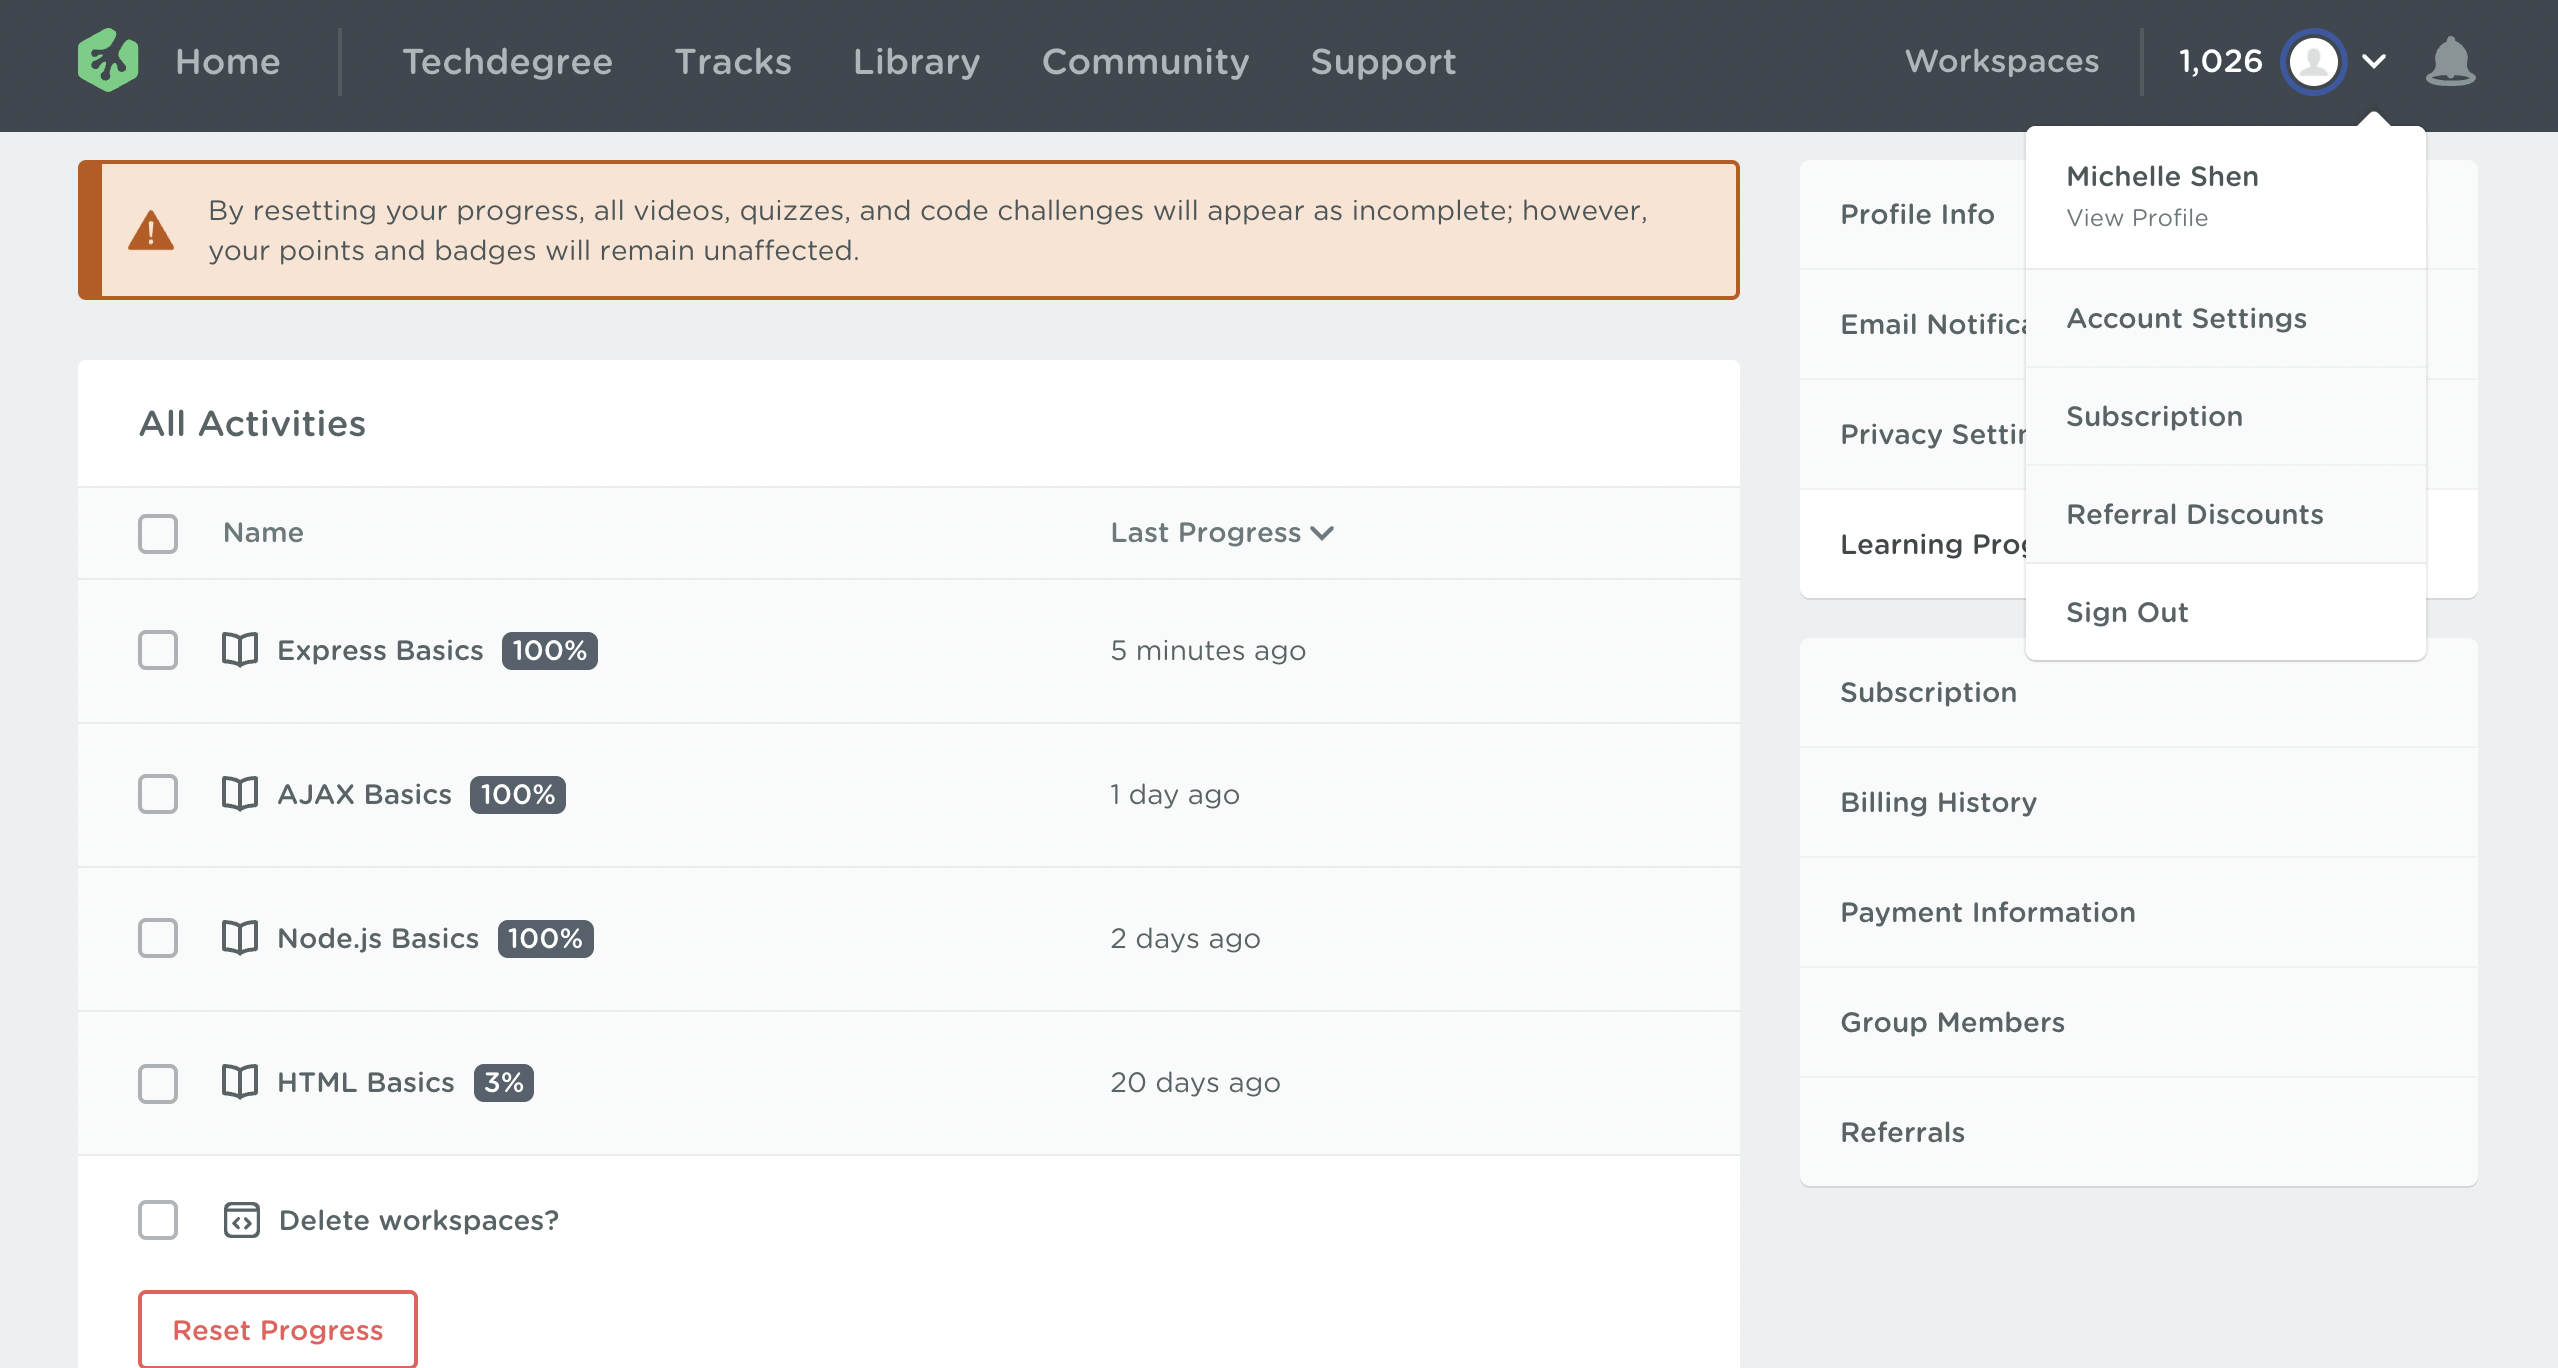 Home
Techdegree
Tracks
Library
Community
Support
Workspaces
1,026
By resetting your progress, all videos, quizzes, and code challenges will appear as incomplete; however,
your points and badges will remain unaffected.
All Activities
Name
Last Progress
Express Basics 100%
5 minutes ago
AJAX Basics 100%
1 day ago
Node.js Basics 100%
2 days ago
HTML Basics 3%
20 days ago
Delete workspaces?
Reset Progress
Michelle Shen
View Profile
Account Settings
Subscription
Referral Discounts
Sign Out
Profile Info
Email
Privacy
Learning
Subscription
Billing History
Payment Information
Group Members
Referrals